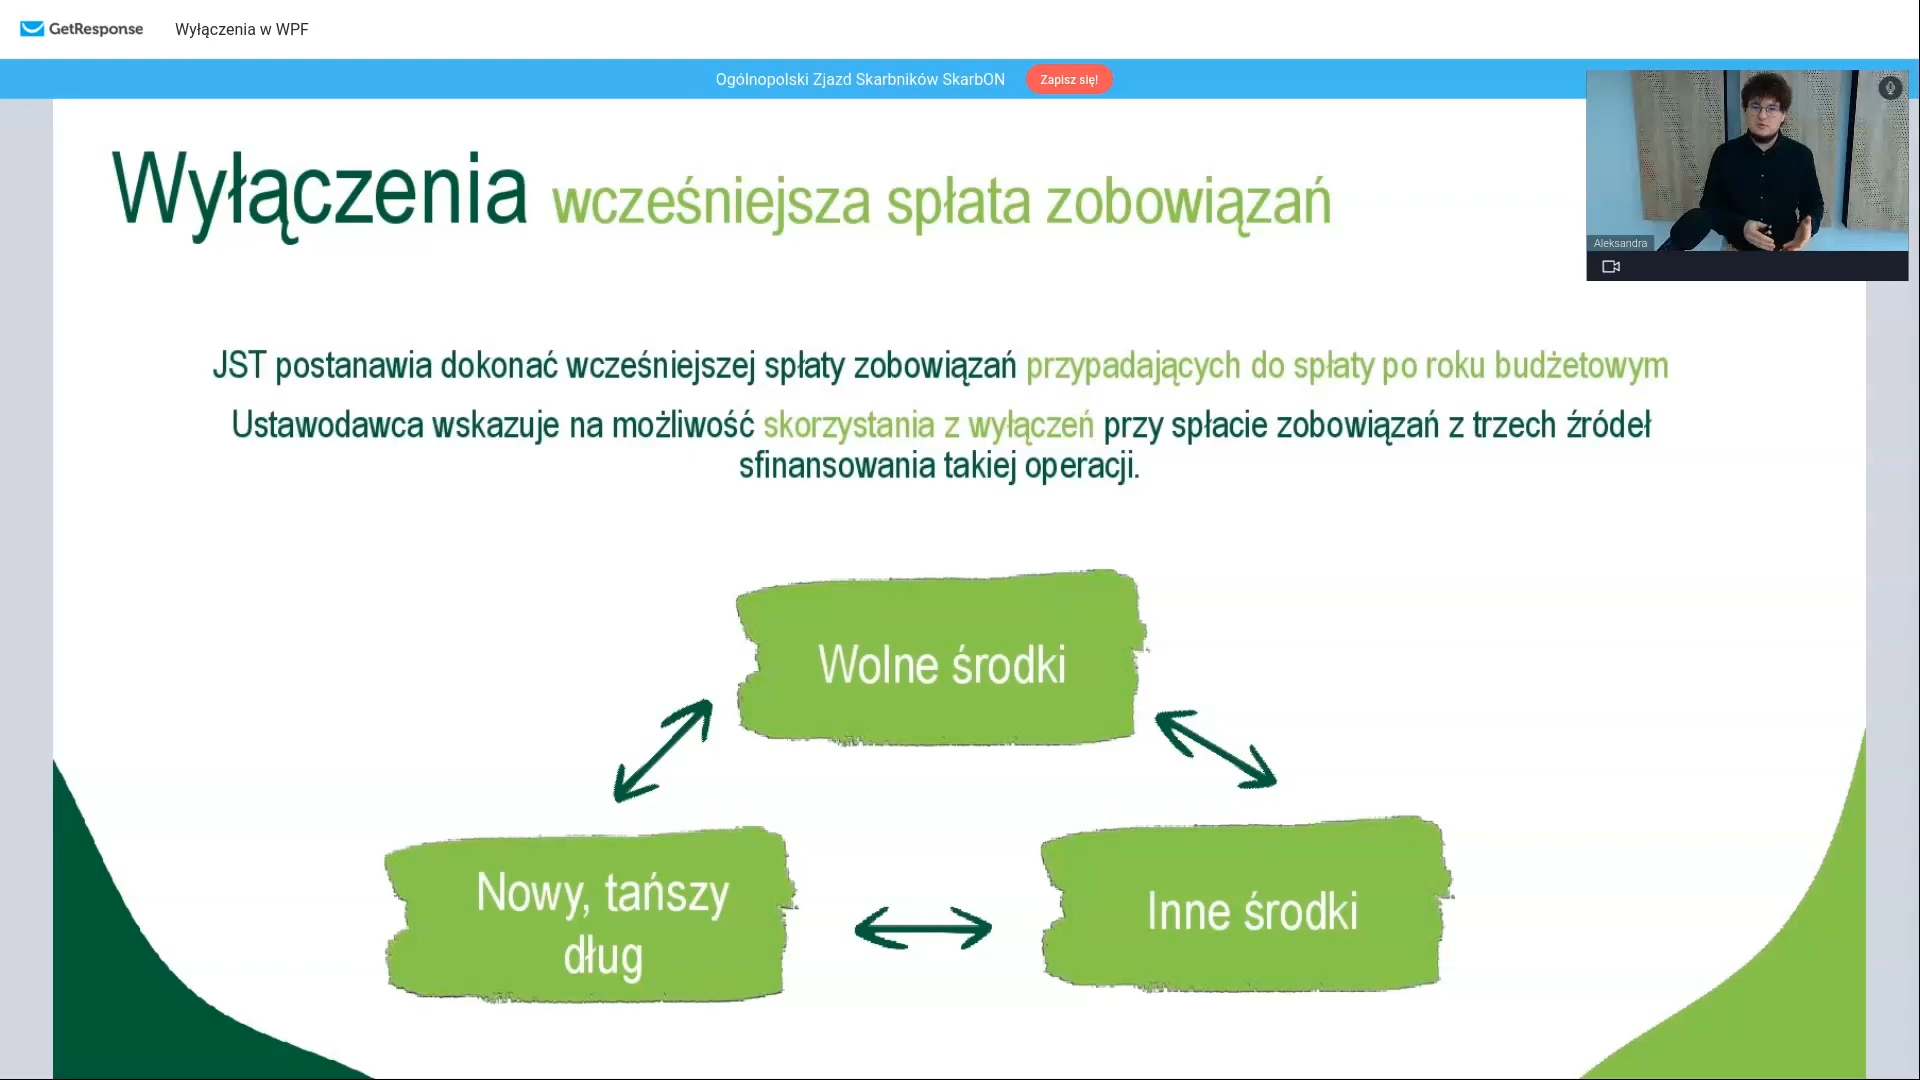 GetResponse
Wyłączenia w WPF
Ogólnopolski Zjazd Skarbników SkarbON
Zapisz się!
Aleksandra
Wyłączenia wcześniejsza spłata zobowiązań
JST postanawia dokonać wcześniejszej spłaty zobowiązań przypadających do spłaty po roku budżetowym
Ustawodawca wskazuje na możliwość skorzystania z wyłączeń przy spłacie zobowiązań z trzech źródeł
sfinansowania takiej operacji.
Wolne środki
Nowy, tańszy
dług
Inne środki